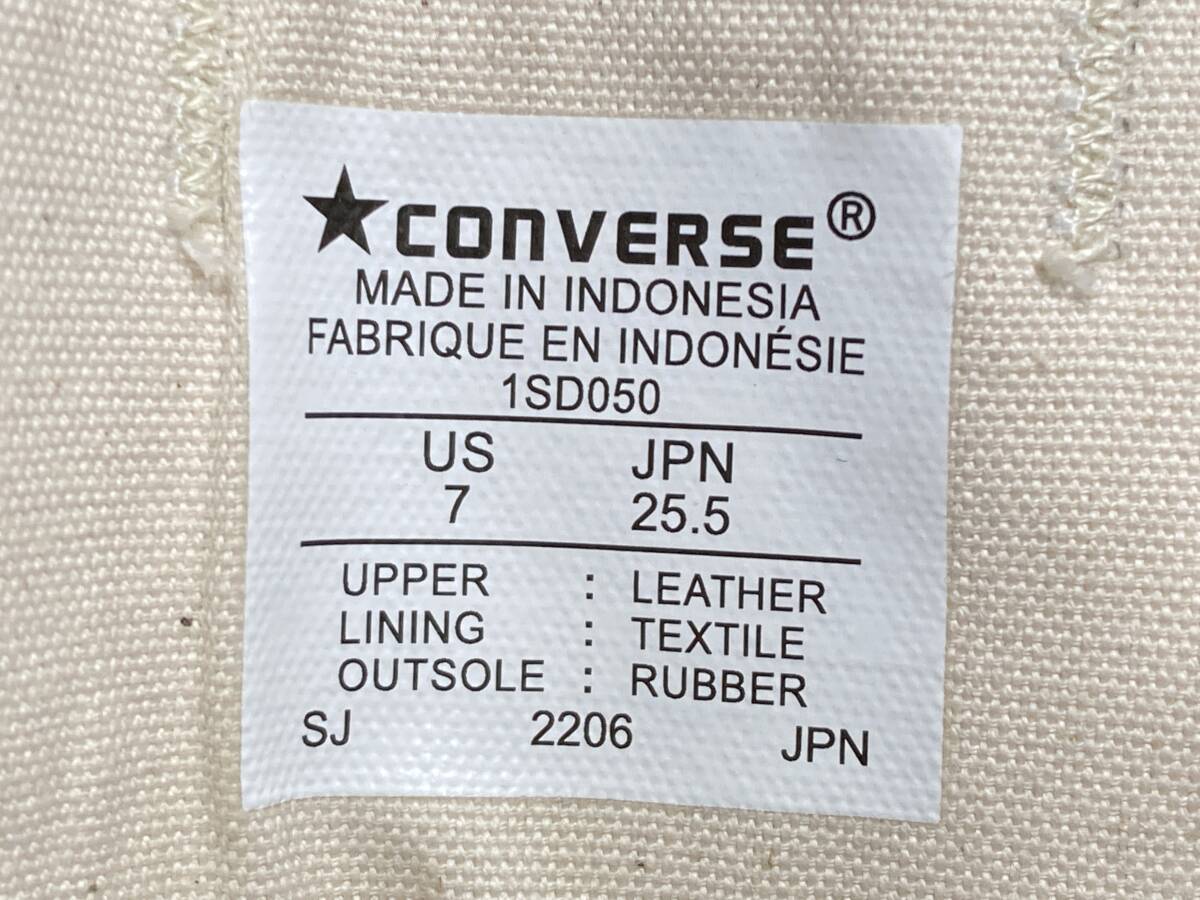 ★CONVERSE®
MADE IN INDONESIA
FABRIQUE EN INDONÉSIE
1SD050
US JPN
7 25.5
UPPER : LEATHER
LINING : TEXTILE
OUTSOLE : RUBBER
SJ 2206 JPN